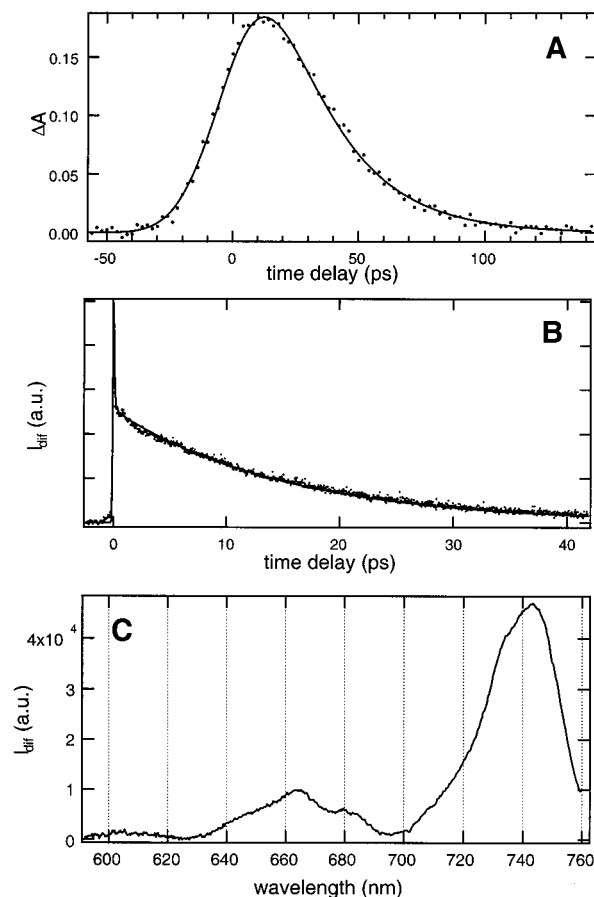 A
0.15
0.10
0.05
0.00
ΔA
-50 0 50 100
time delay (ps)
B
I dif (a.u.)
0 10 20 30 40
time delay (ps)
C
4x10 4
3
2
1
0
I dif (a.u.)
600 620 640 660 680 700 720 740 760
wavelength (nm)